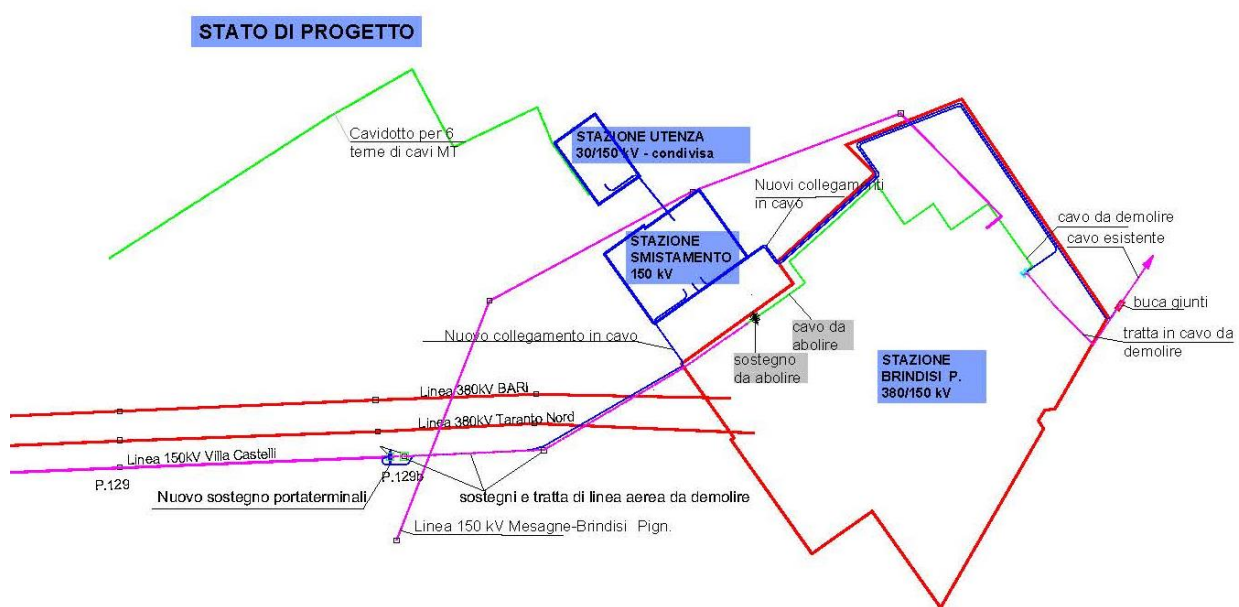 STATO DI PROGETTO
Cavidotto per 6
terne di cavi MT
STAZIONE UTENZA
30/150 kV - condivisa
Nuovi collegamenti
in cavo
cavo da demolire
cavo esistente
STAZIONE
SMISTAMENTO
150 kV
buca giunti
Nuovo collegamento in cavo
cavo da
abolire
tratta in cavo da
demolire
sostegno
da abolire
STAZIONE
BRINDISI P.
380/150 kV
Linea 380kV BARI
Linea 380kV Taranto Nord
Linea 150kV Villa Castelli
P.129
P.129b
Nuovo sostegno portaterminali
sostegni e tratta di linea aerea da demolire
Linea 150 kV Mesagne-Brindisi Pign.